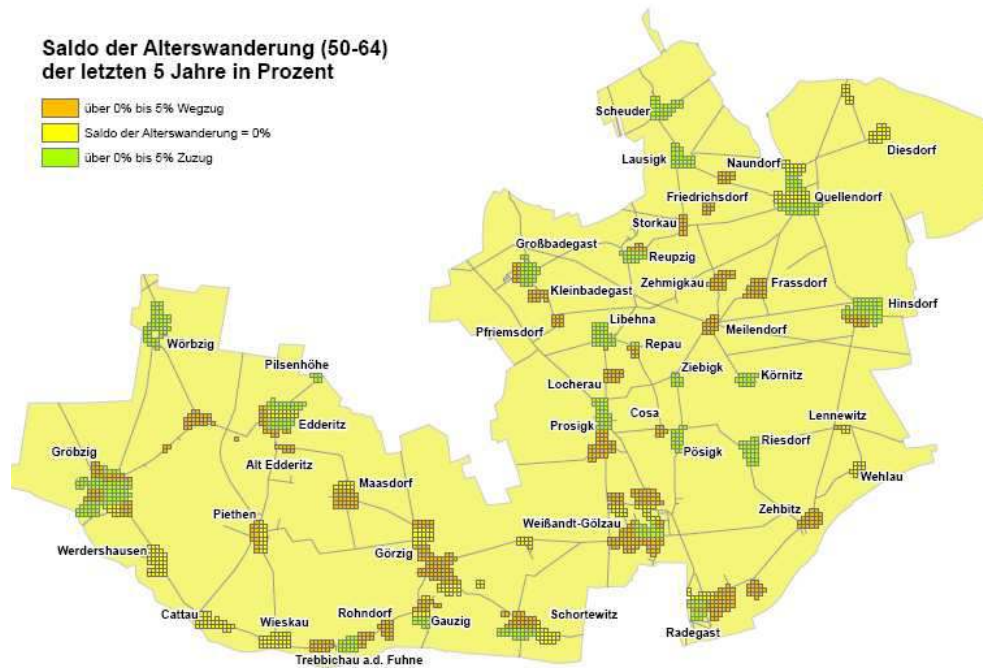 Saldo der Alterswanderung (50-64)
der letzten 5 Jahre in Prozent
über 0% bis 5% Wegzug
Saldo der Alterswanderung = 0%
über 0% bis 5% Zuzug
Scheuder
Diesdorf
Lausigk
Naundorf
Friedrichsdorf
Quellendorf
Storkau
Großbadegast
Reupzig
Zehmigkau
Frassdorf
Kleinbadegast
Hinsdorf
Pfriemsdorf
Libehna
Meilendorf
Wörbzig
Repau
Pilsenhöhe
Ziebigk
Körnitz
Locherau
Edderitz
Prosigk
Cosa
Lennewitz
Gröbzig
Pösigk
Riesdorf
Alt Edderitz
Wehlau
Maasdorf
Piethen
Weißandt-Gölzau
Zehbitz
Werdershausen
Görzig
Cattau
Wieskau
Rohndorf
Gauzig
Schortewitz
Radegast
Trebbichau a.d. Fuhne